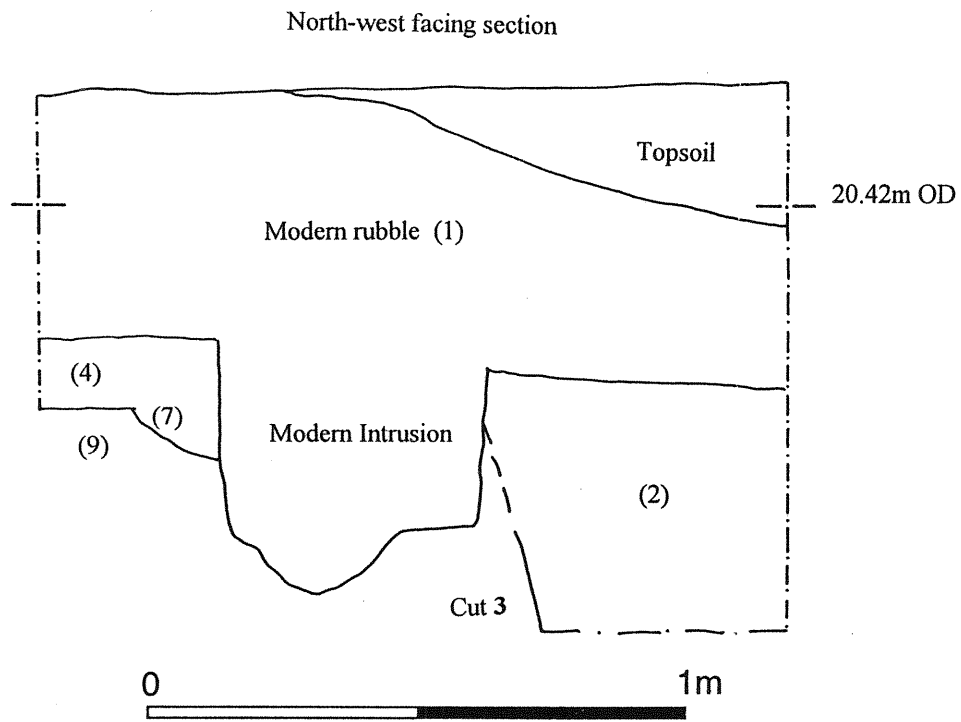 North-west facing section
Topsoil
20.42m OD
Modern rubble (1)
(4)
(7)
(9)
Modern Intrusion
(2)
Cut 3
0 1m